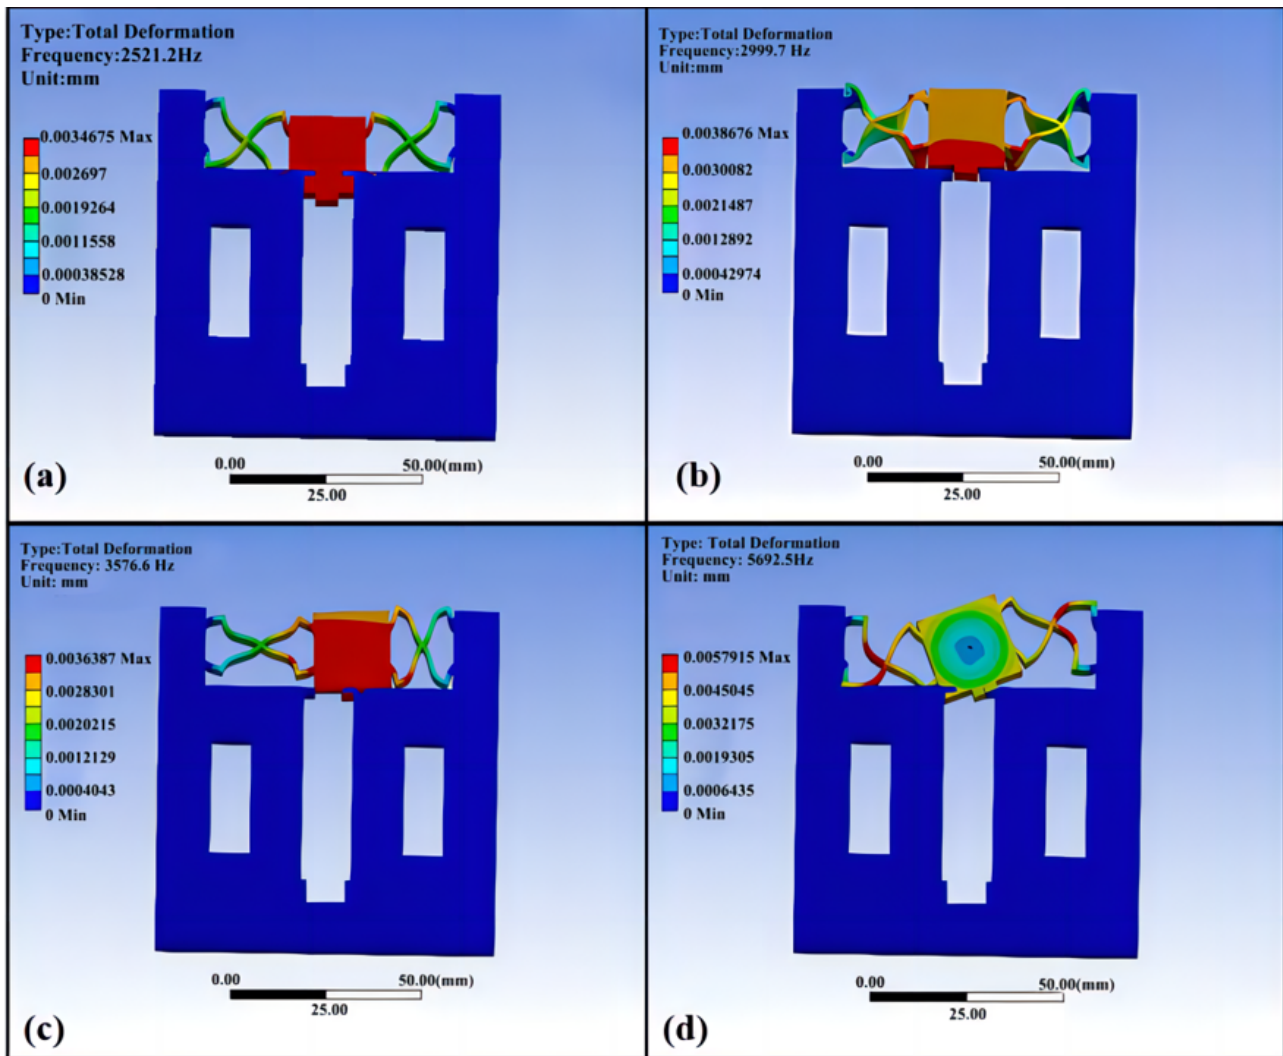 Type:Total Deformation
Frequency:2521.2Hz
Unit:mm
0.0034675 Max
0.002697
0.0019264
0.0011558
0.00038528
0 Min
0.00
50.00(mm)
25.00
(a)
Type:Total Deformation
Frequency:2999.7 Hz
Unit:mm
0.0038676 Max
0.0030082
0.0021487
0.0012892
0.00042974
0 Min
0.00
50.00(mm)
25.00
(b)
Type:Total Deformation
Frequency: 3576.6 Hz
Unit: mm
0.0036387 Max
0.0028301
0.0020215
0.0012129
0.0004043
0 Min
0.00
50.00(mm)
25.00
(c)
Type: Total Deformation
Frequency: 5692.5Hz
Unit: mm
0.0057915 Max
0.0045045
0.0032175
0.0019305
0.0006435
0 Min
0.00
50.00(mm)
25.00
(d)